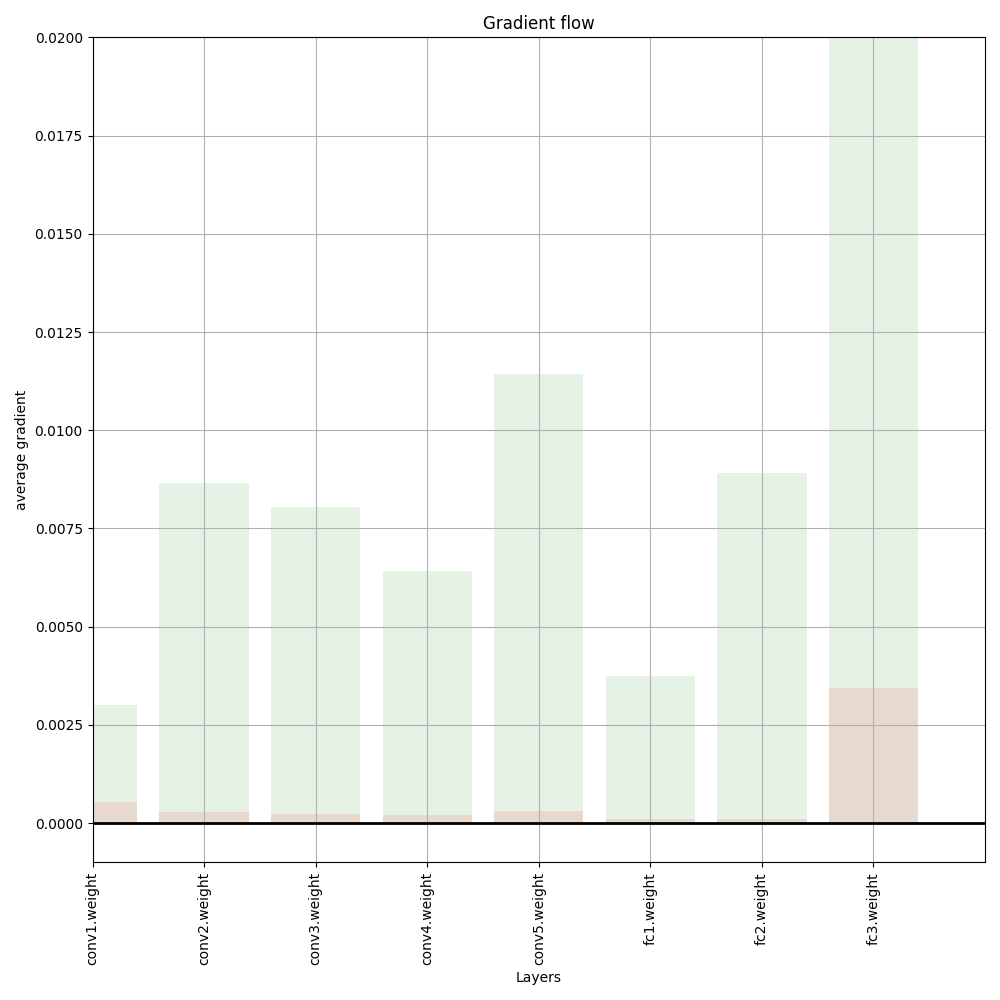 Gradient flow
0.0200
0.0175
0.0150
0.0125
0.0100
0.0075
0.0050
0.0025
0.0000
average gradient
conv1.weight
conv2.weight
conv3.weight
conv4.weight
conv5.weight
fc1.weight
fc2.weight
fc3.weight
Layers